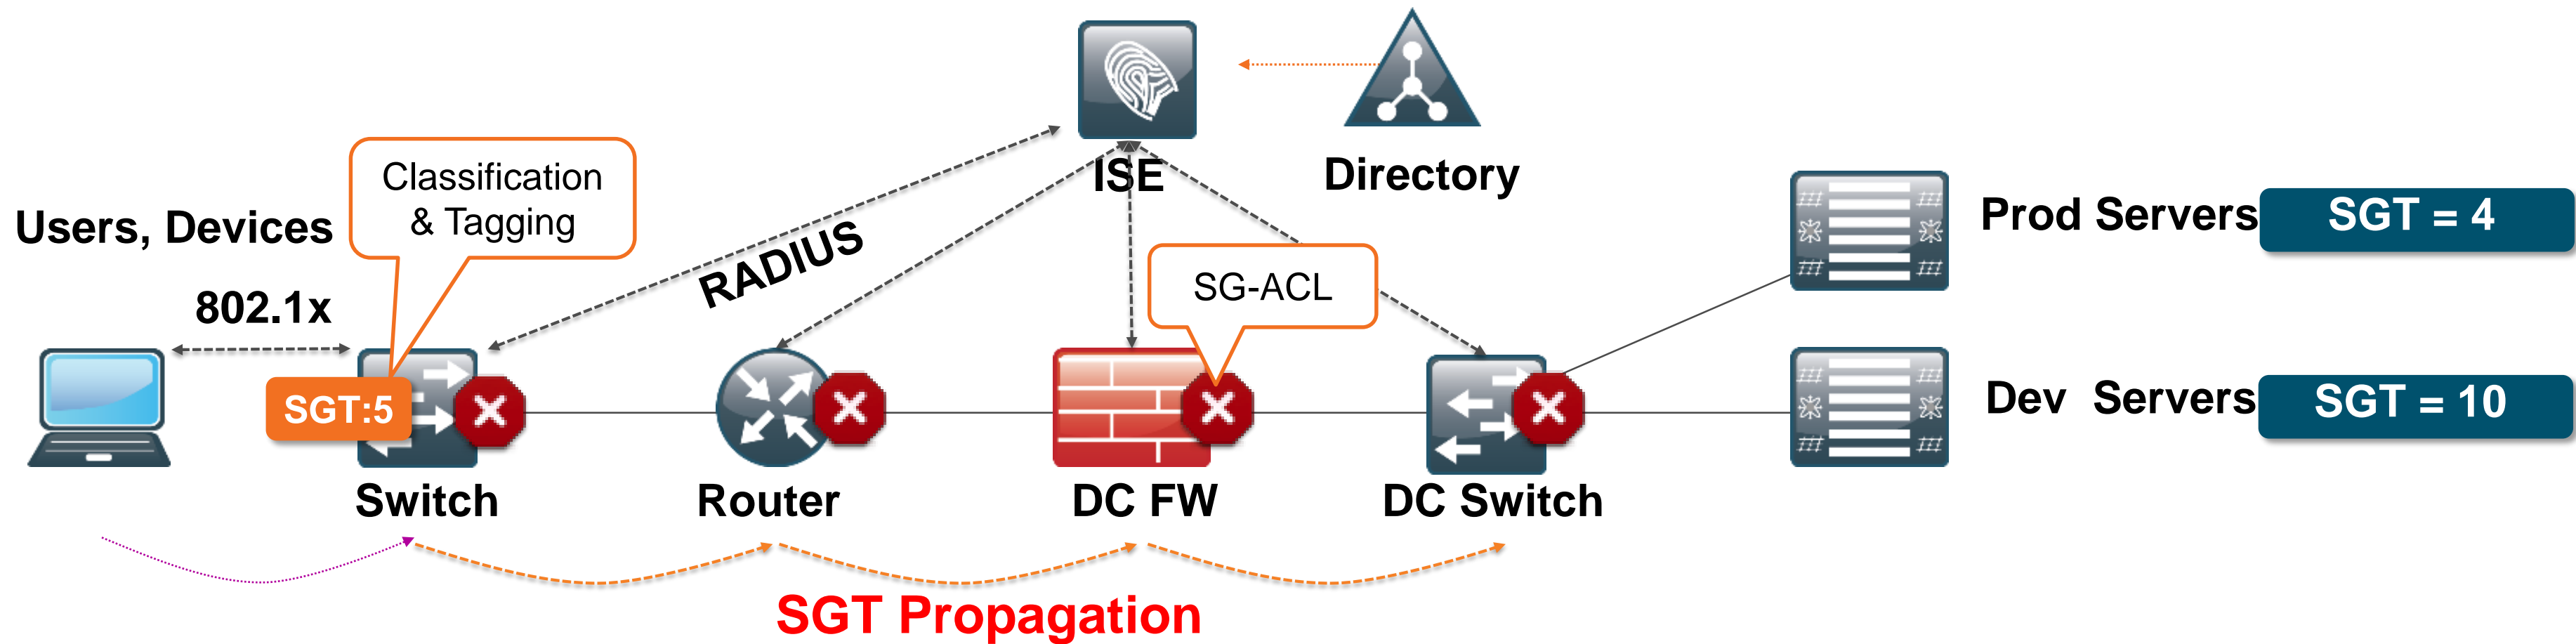 ISE
Directory
Classification
& Tagging
Users, Devices
802.1x
RADIUS
SG-ACL
Prod Servers
SGT = 4
SGT:5
Dev  Servers
SGT = 10
Switch
Router
DC FW
DC Switch
SGT Propagation